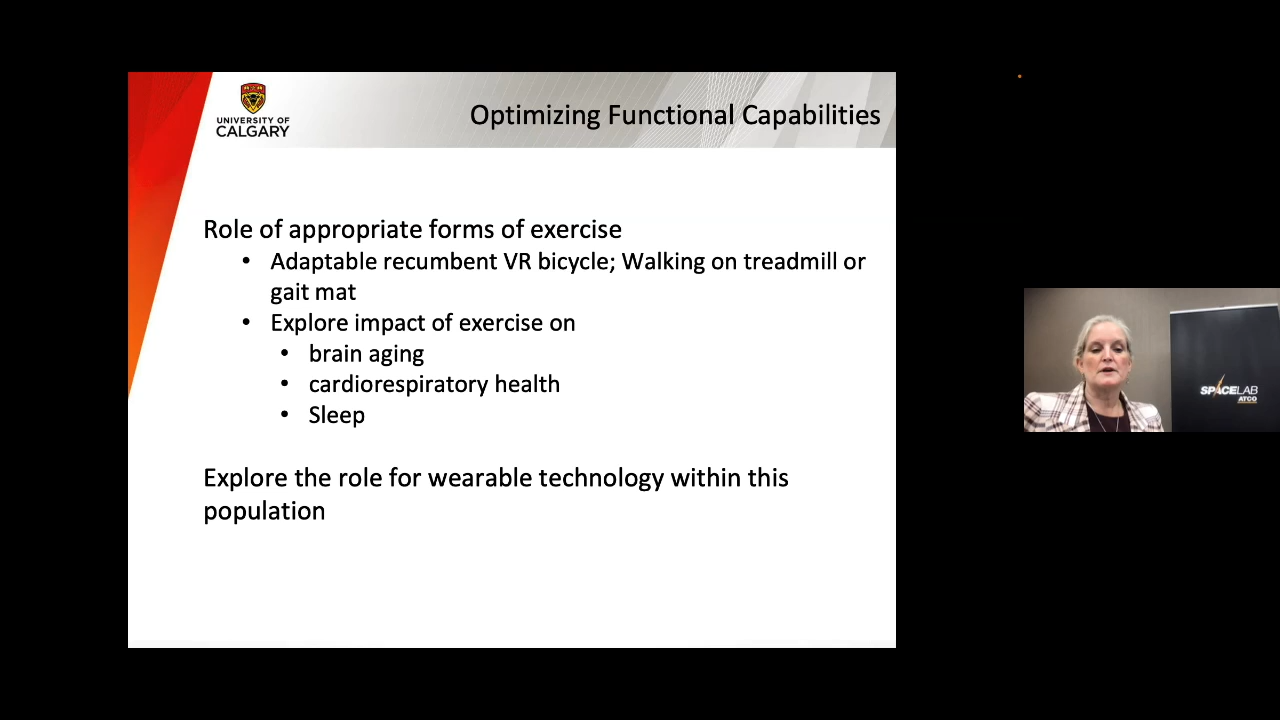 UNIVERSITY OF
CALGARY
Optimizing Functional Capabilities
Role of appropriate forms of exercise
• Adaptable recumbent VR bicycle; Walking on treadmill or
gait mat
• Explore impact of exercise on
• brain aging
• cardiorespiratory health
• Sleep
Explore the role for wearable technology within this
population
SPACELAB
ATCO